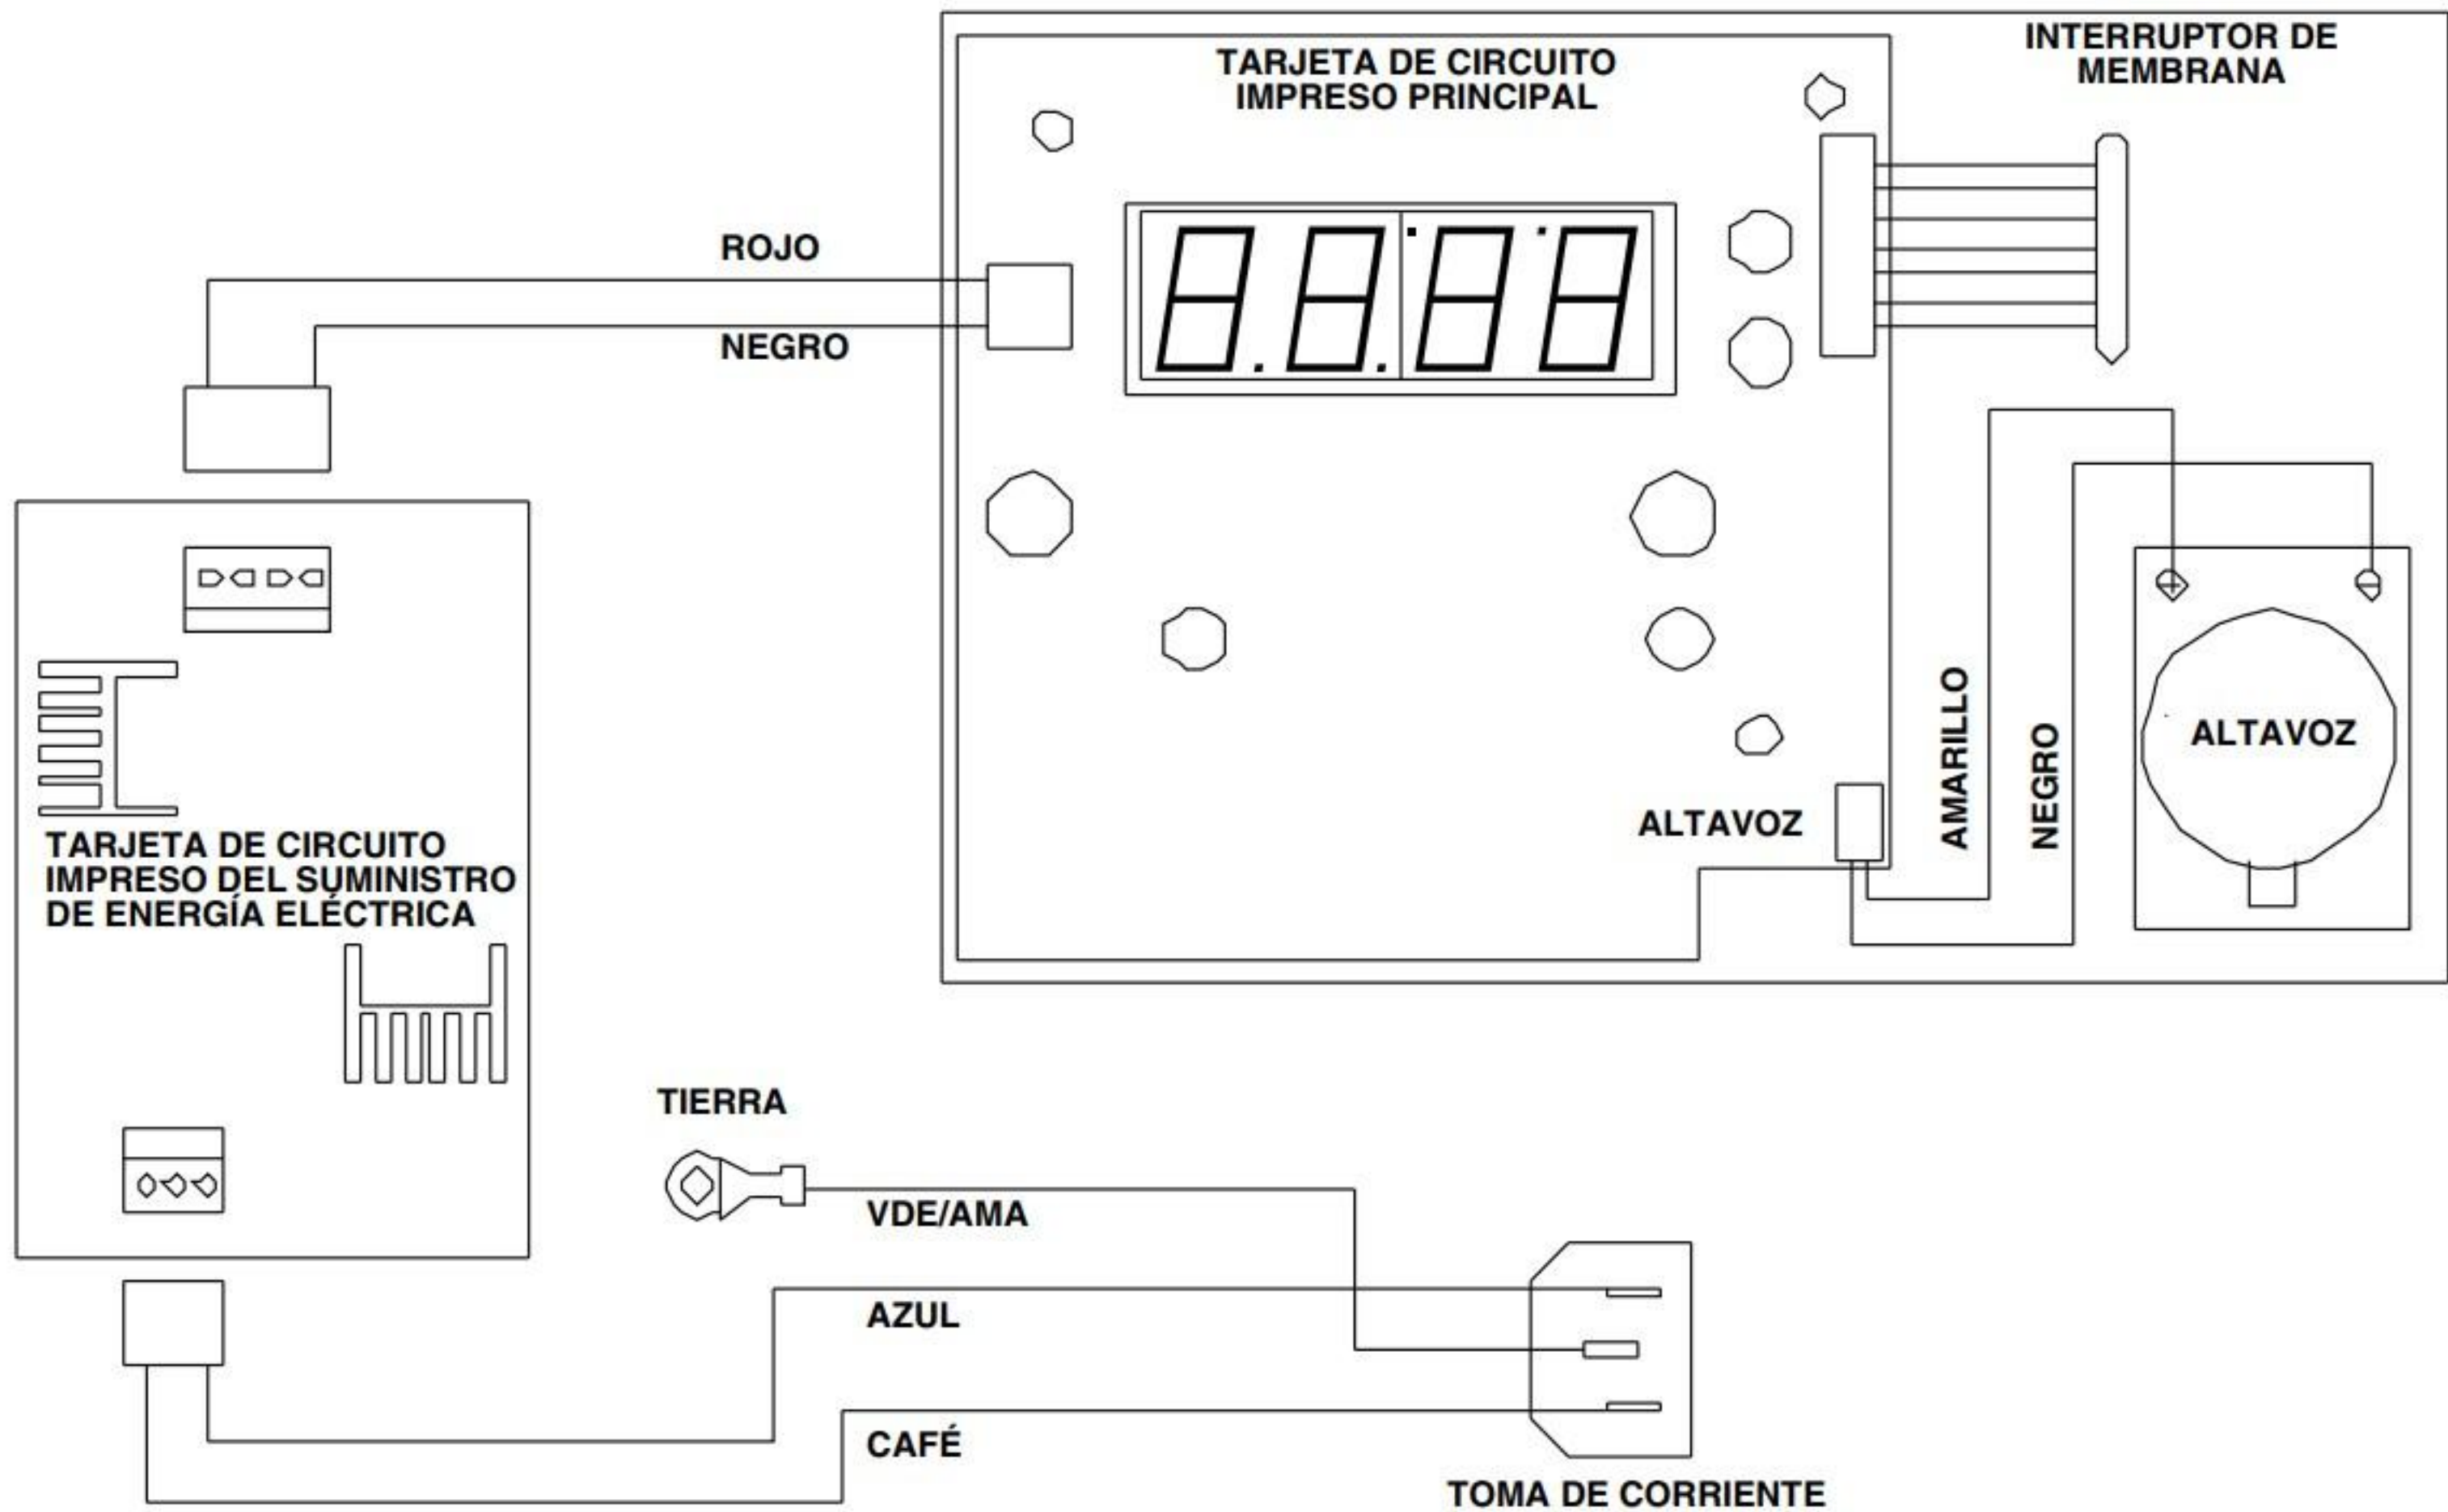 TARJETA DE CIRCUITO
IMPRESO PRINCIPAL
INTERRUPTOR DE
MEMBRANA
ROJO
NEGRO
AMARILLO
NEGRO
ALTAVOZ
ALTAVOZ
TARJETA DE CIRCUITO
IMPRESO DEL SUMINISTRO
DE ENERGÍA ELÉCTRICA
TIERRA
VDE/AMA
AZUL
CAFÉ
TOMA DE CORRIENTE